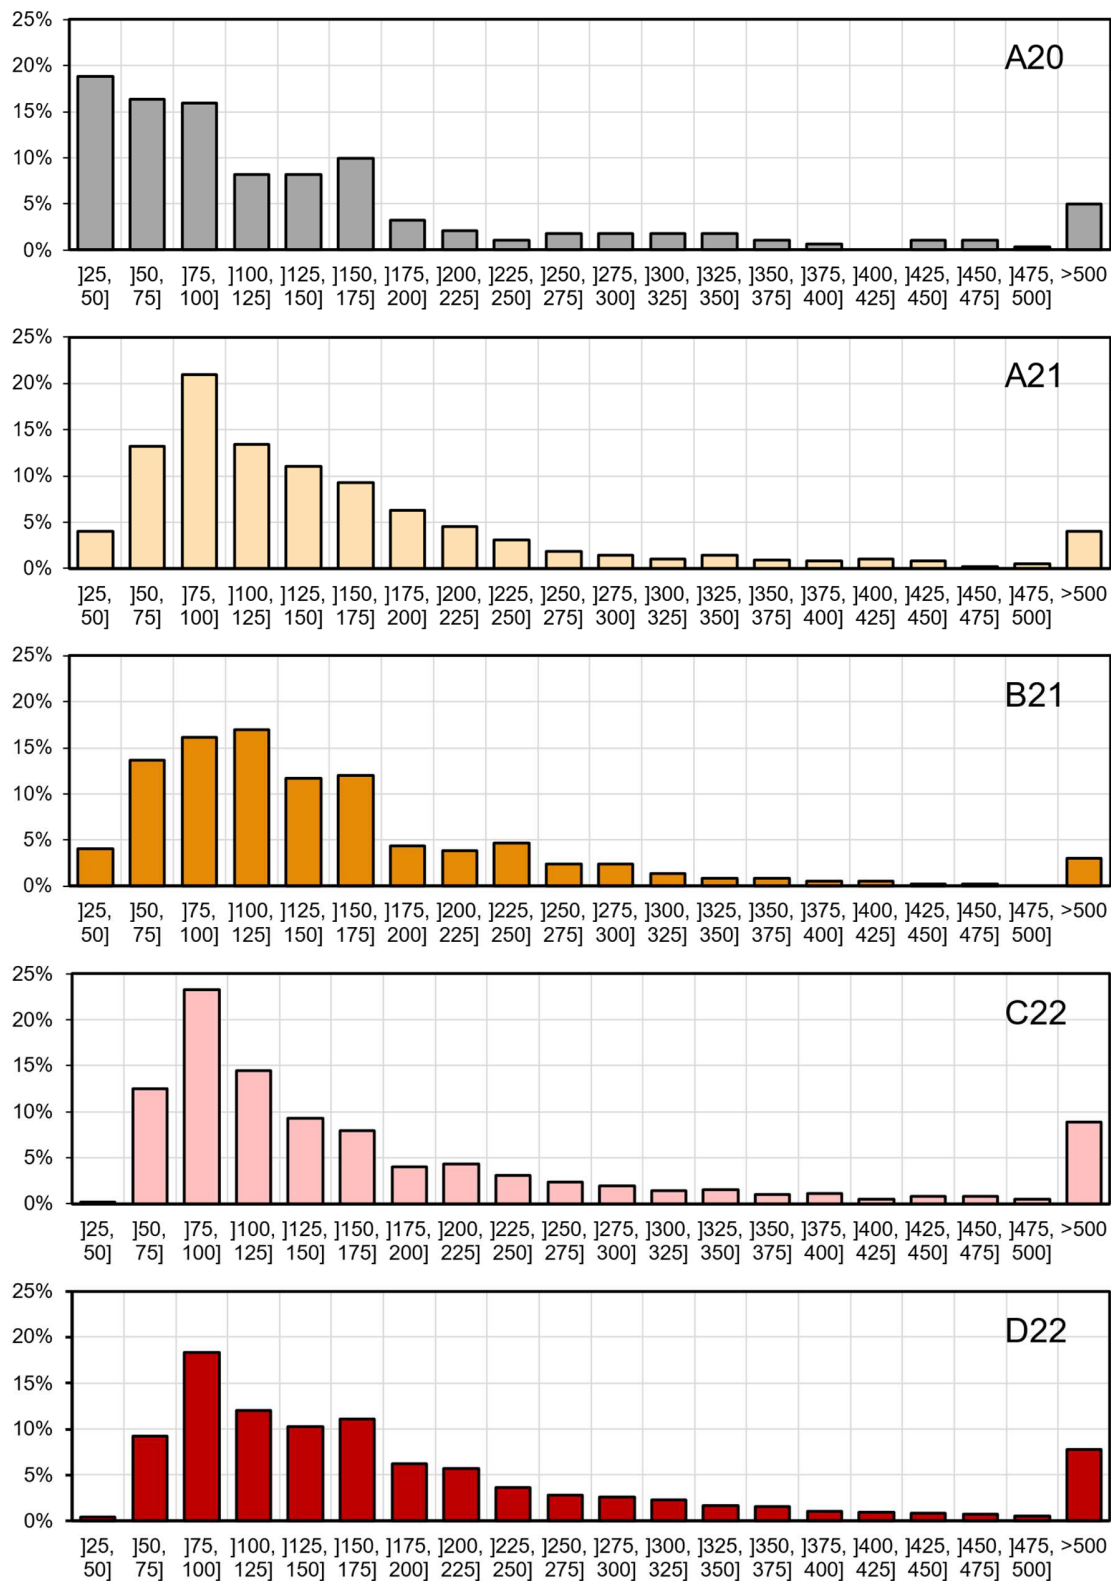 25%
A20
20%
15%
10%
5%
0%
]25, ]50, ]75, ]100, ]125, ]150, ]175, ]200, ]225, ]250, ]275, ]300, ]325, ]350, ]375, ]400, ]425, ]450, ]475, >500
50] 75] 100] 125] 150] 175] 200] 225] 250] 275] 300] 325] 350] 375] 400] 425] 450] 475] 500]
25%
A21
20%
15%
10%
5%
0%
]25, ]50, ]75, ]100, ]125, ]150, ]175, ]200, ]225, ]250, ]275, ]300, ]325, ]350, ]375, ]400, ]425, ]450, ]475, >500
50] 75] 100] 125] 150] 175] 200] 225] 250] 275] 300] 325] 350] 375] 400] 425] 450] 475] 500]
25%
B21
20%
15%
10%
5%
0%
]25, ]50, ]75, ]100, ]125, ]150, ]175, ]200, ]225, ]250, ]275, ]300, ]325, ]350, ]375, ]400, ]425, ]450, ]475, >500
50] 75] 100] 125] 150] 175] 200] 225] 250] 275] 300] 325] 350] 375] 400] 425] 450] 475] 500]
25%
C22
20%
15%
10%
5%
0%
]25, ]50, ]75, ]100, ]125, ]150, ]175, ]200, ]225, ]250, ]275, ]300, ]325, ]350, ]375, ]400, ]425, ]450, ]475, >500
50] 75] 100] 125] 150] 175] 200] 225] 250] 275] 300] 325] 350] 375] 400] 425] 450] 475] 500]
25%
D22
20%
15%
10%
5%
0%
]25, ]50, ]75, ]100, ]125, ]150, ]175, ]200, ]225, ]250, ]275, ]300, ]325, ]350, ]375, ]400, ]425, ]450, ]475, >500
50] 75] 100] 125] 150] 175] 200] 225] 250] 275] 300] 325] 350] 375] 400] 425] 450] 475] 500]